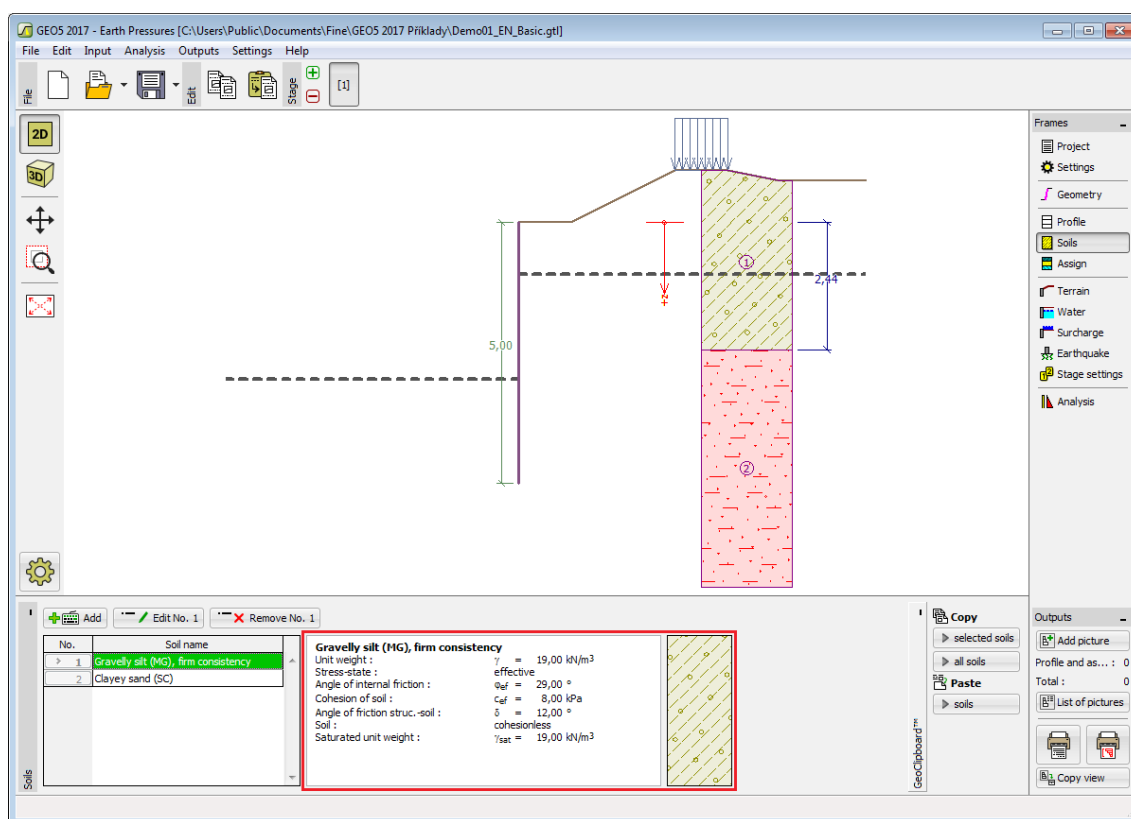 GEO5 2017 - Earth Pressures [C:\Users\Public\Documents\Fine\GEO5 2017 Příklady\Demo01_EN_Basic.gtl]
File Edit Input Analysis Outputs Settings Help
File
Edit
Stage
[1]
2D
3D
5,00
+z
1
2,44
2
Frames
Project
Settings
Geometry
Profile
Soils
Assign
Terrain
Water
Surcharge
Earthquake
Stage settings
Analysis
Soils
Add Edit No. 1 Remove No. 1
No. Soil name
1 Gravelly silt (MG), firm consistency
2 Clayey sand (SC)
Gravelly silt (MG), firm consistency
Unit weight : γ = 19,00 kN/m³
Stress-state : effective
Angle of internal friction : φef = 29,00 °
Cohesion of soil : cef = 8,00 kPa
Angle of friction struc.-soil : δ = 12,00 °
Soil : cohesionless
Saturated unit weight : γsat = 19,00 kN/m³
GeoClipboard™
Copy
selected soils
all soils
Paste
soils
Outputs
Add picture
Profile and as... : 0
Total : 0
List of pictures
Copy view